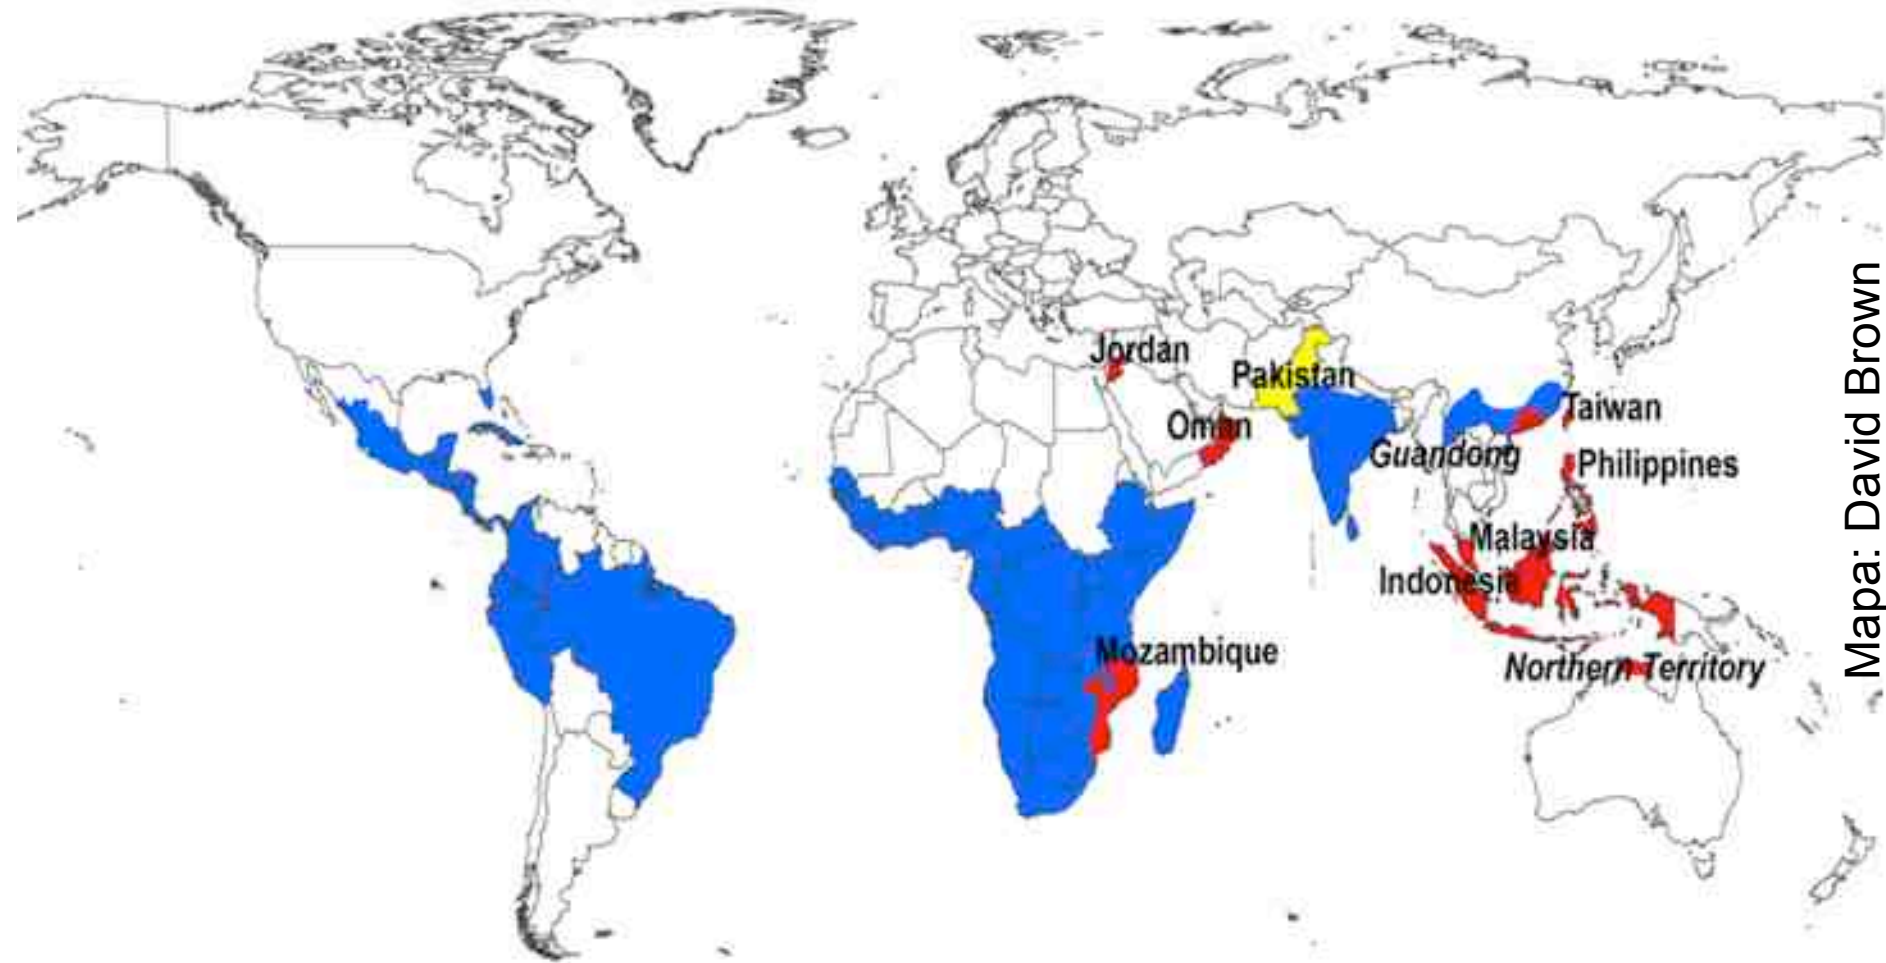 Jordan
Pakistan
Oman
Taiwan
Guandong
Philippines
Malaysia
Indonesia
Mozambique
Northern Territory
Mapa: David Brown